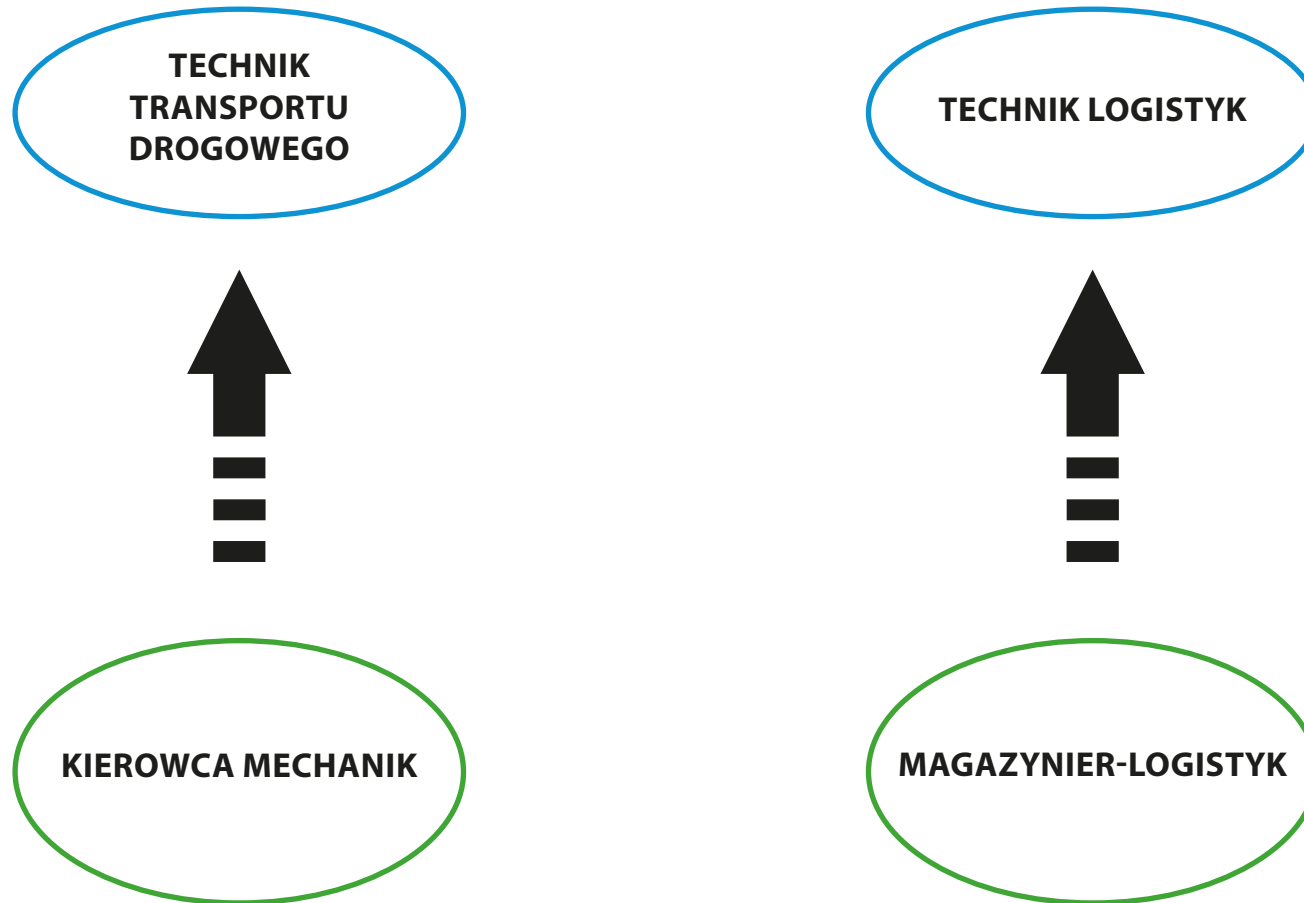 TECHNIK
TRANSPORTU
DROGOWEGO
TECHNIK LOGISTYK
KIEROWCA MECHANIK
MAGAZYNIER-LOGISTYK